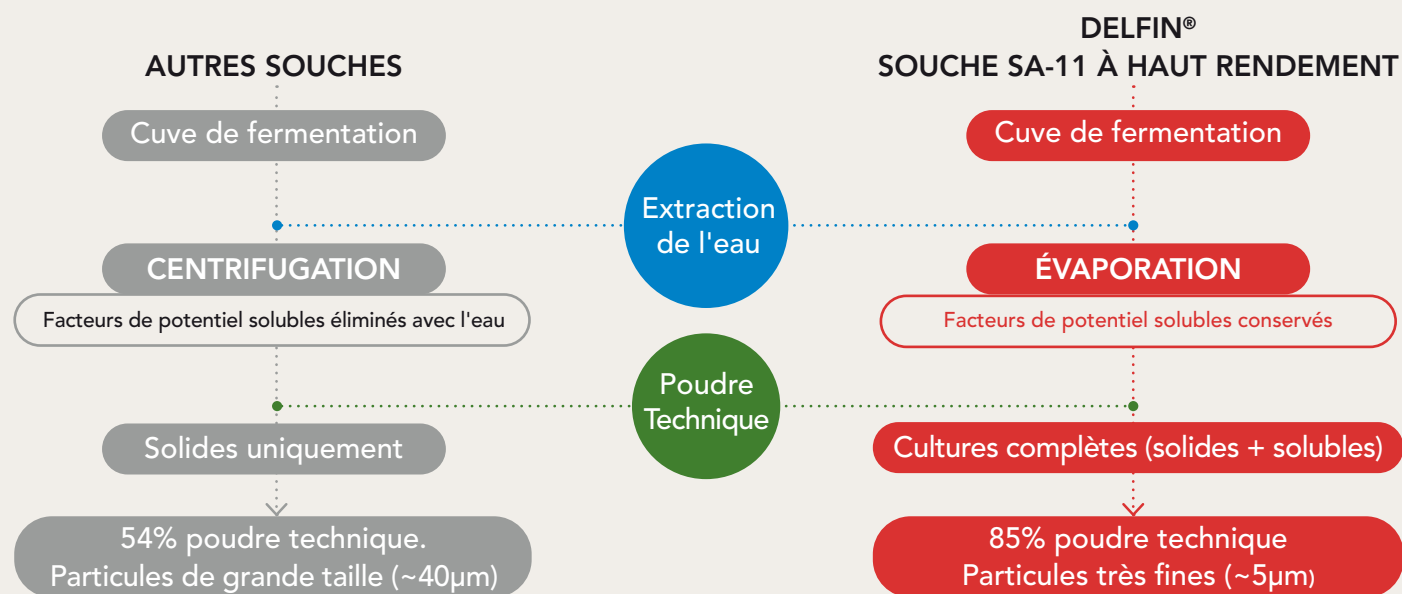 AUTRES SOUCHES
DELFIN®
SOUCHE SA-11 À HAUT RENDEMENT
Cuve de fermentation
Cuve de fermentation
Extraction
de l'eau
CENTRIFUGATION
ÉVAPORATION
Facteurs de potentiel solubles éliminés avec l'eau
Facteurs de potentiel solubles conservés
Poudre
Technique
Solides uniquement
Cultures complètes (solides + solubles)
54% poudre technique.
Particules de grande taille (~40µm)
85% poudre technique
Particules très fines (~5µm)